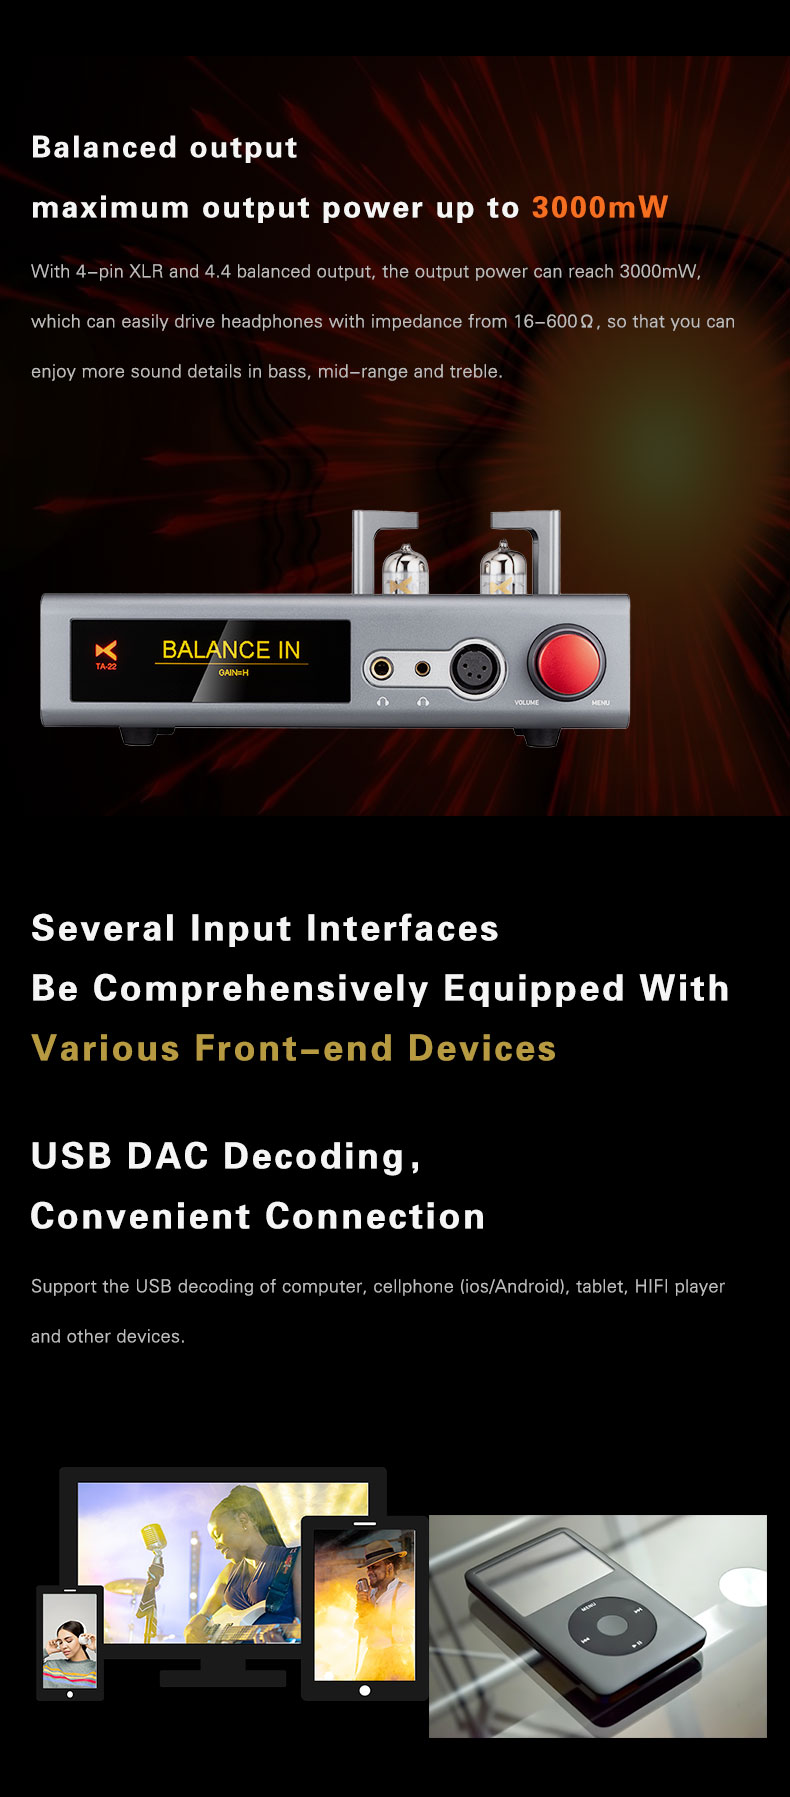 Balanced output
maximum output power up to 3000mW
With 4-pin XLR and 4.4 balanced output, the output power can reach 3000mW,
which can easily drive headphones with impedance from 16-600Ω, so that you can
enjoy more sound details in bass, mid-range and treble.
TA-22
BALANCE IN
GAIN=H
VOLUME
MENU
Several Input Interfaces
Be Comprehensively Equipped With
Various Front-end Devices
USB DAC Decoding,
Convenient Connection
Support the USB decoding of computer, cellphone (ios/Android), tablet, HIFI player
and other devices.
MENU